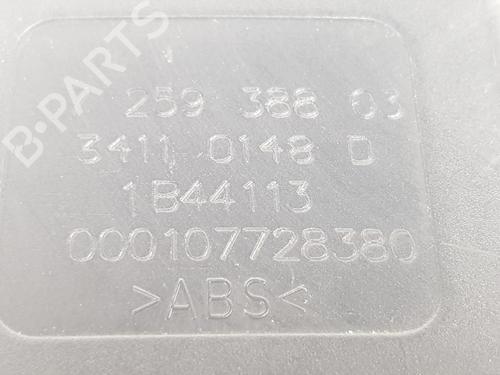 B-PARTS
259 388 03
3411 0148 D
1B44113
000107728380
>ABS<